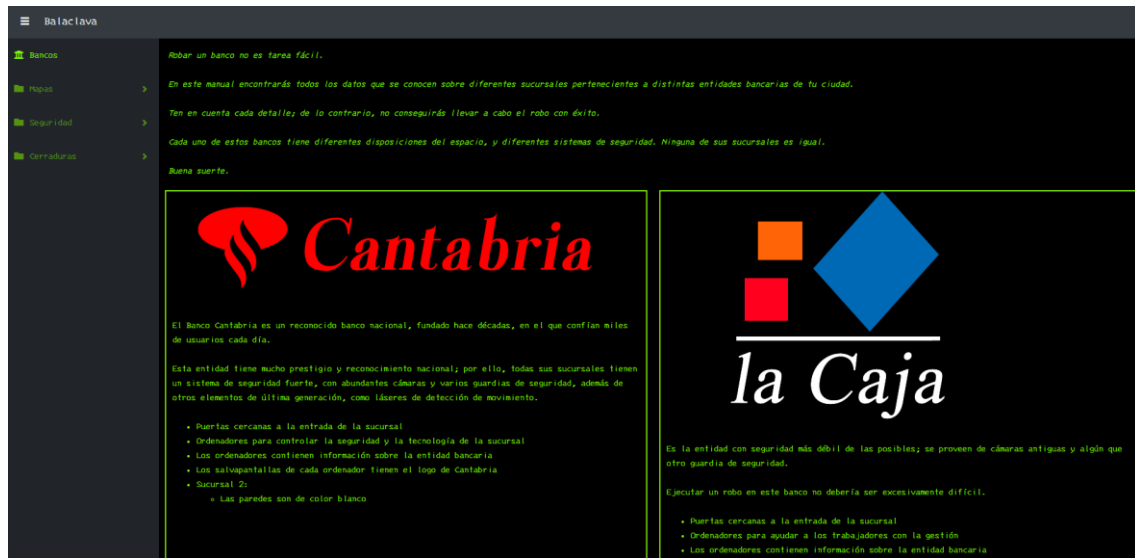 Balaclava
Bancos
Mapas
Seguridad
Cerraduras
Robar un banco no es tarea fácil.
En este manual encontrarás todos los datos que se conocen sobre diferentes sucursales pertenecientes a distintas entidades bancarias de tu ciudad.
Ten en cuenta cada detalle; de lo contrario, no conseguirás llevar a cabo el robo con éxito.
Cada uno de estos bancos tiene diferentes disposiciones del espacio, y diferentes sistemas de seguridad. Ninguna de sus sucursales es igual.
Buena suerte.
Cantabria
El Banco Cantabria es un reconocido banco nacional, fundado hace décadas, en el que confían miles
de usuarios cada día.
Esta entidad tiene mucho prestigio y reconocimiento nacional; por ello, todas sus sucursales tienen
un sistema de seguridad fuerte, con abundantes cámaras y varios guardias de seguridad, además de
otros elementos de última generación, como láseres de detección de movimiento.
Puertas cercanas a la entrada de la sucursal
Ordenadores para controlar la seguridad y la tecnología de la sucursal
Los ordenadores contienen información sobre la entidad bancaria
Los salvapantallas de cada ordenador tienen el logo de Cantabria
Sucursal 2:
Las paredes son de color blanco
la Caja
Es la entidad con seguridad más débil de las posibles; se proveen de cámaras antiguas y algún que
otro guardia de seguridad.
Ejecutar un robo en este banco no debería ser excesivamente difícil.
Puertas cercanas a la entrada de la sucursal
Ordenadores para ayudar a los trabajadores con la gestión
Los ordenadores contienen información sobre la entidad bancaria